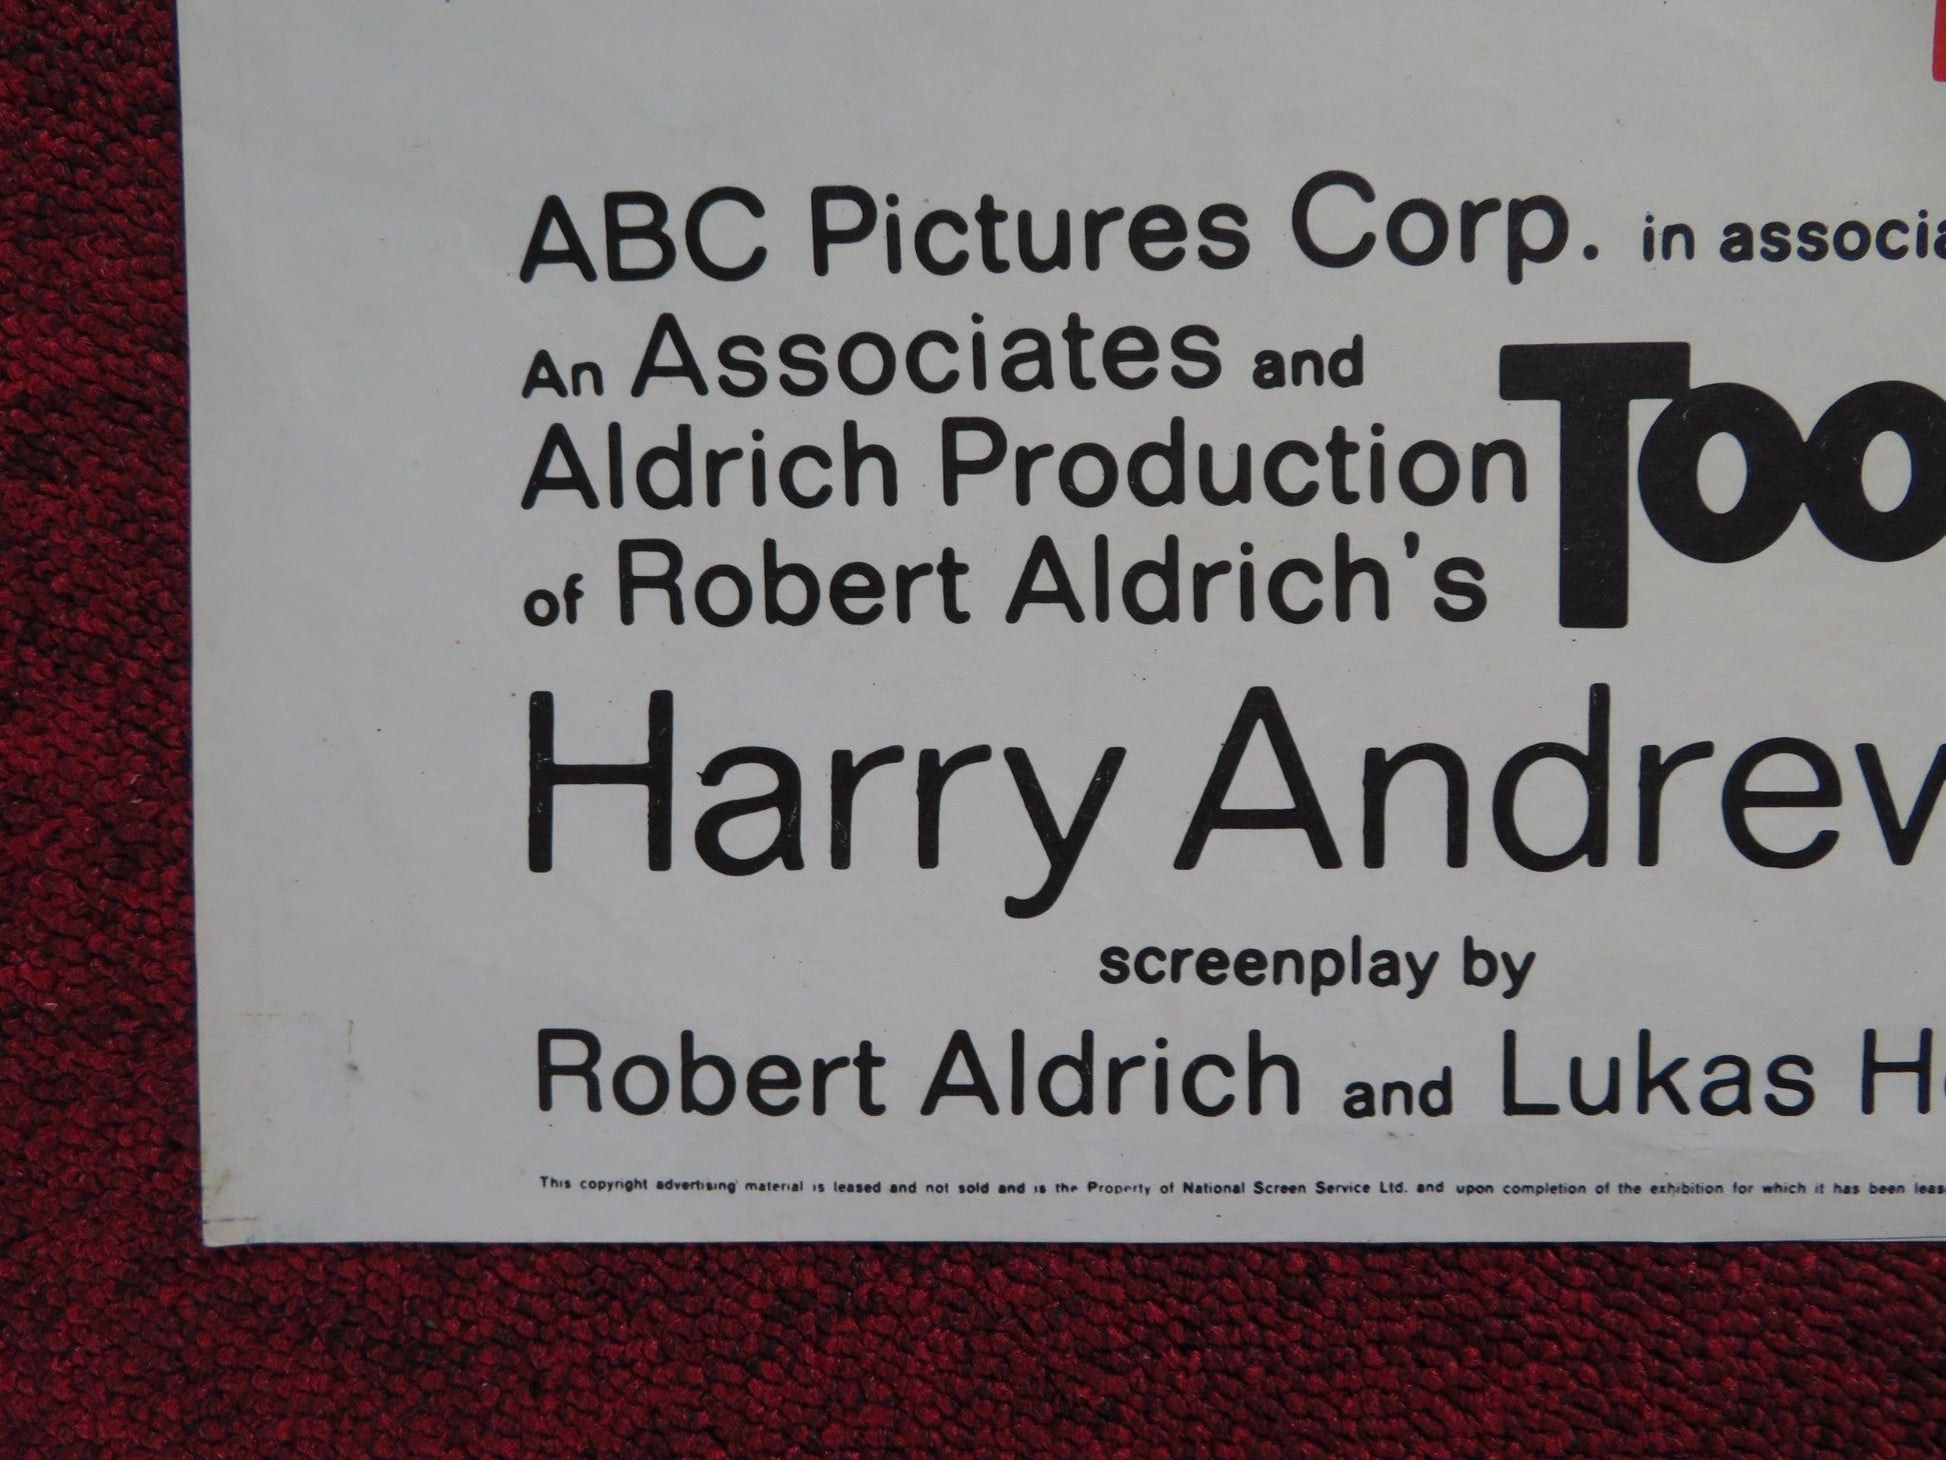 ABC Pictures Corp. in associa
An Associates and
Aldrich Production
of Robert Aldrich's
Too
Harry Andrew
screenplay by
Robert Aldrich and Lukas H
This copyright advertising material is leased and not sold and is the Property of National Screen Service Ltd. and upon completion of the exhibition for which it has been leas